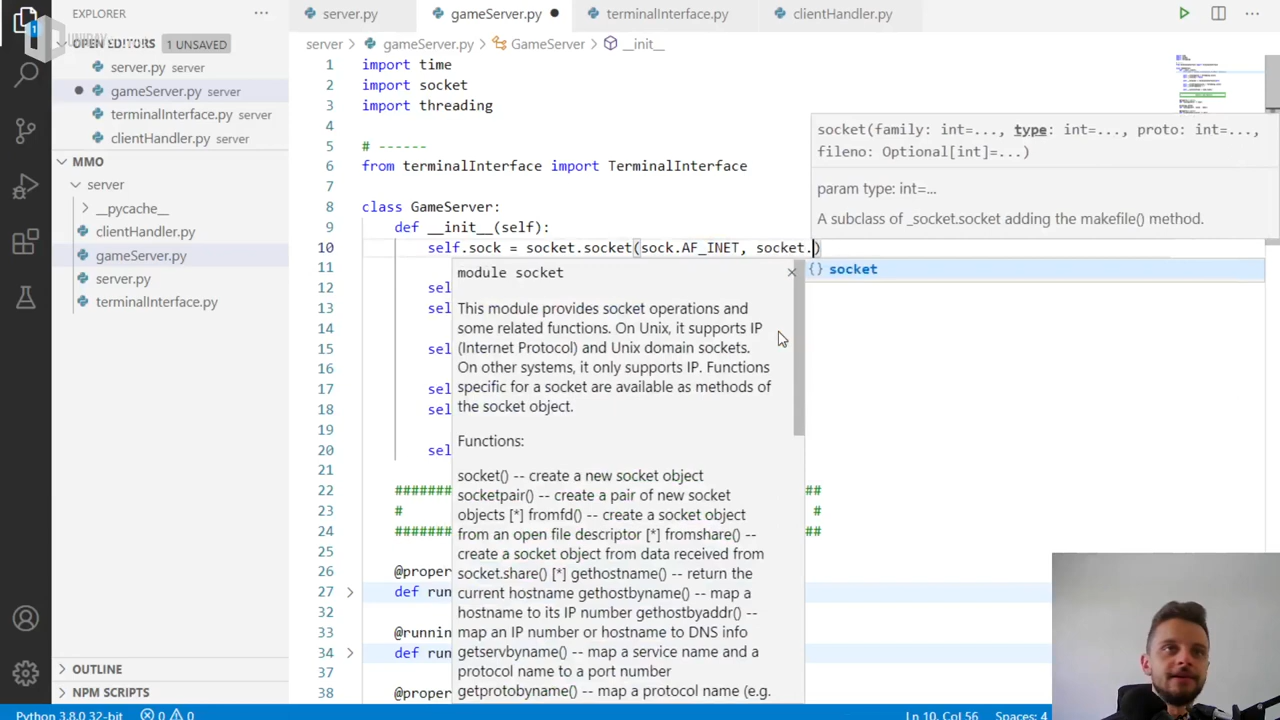 EXPLORER
OPEN EDITORS 1 UNSAVED
server.py server
gameServer.py server
terminalInterface.py server
clientHandler.py server
MMO
server
__pycache__
clientHandler.py
gameServer.py
server.py
terminalInterface.py
OUTLINE
NPM SCRIPTS
server.py gameServer.py terminalInterface.py clientHandler.py
server > gameServer.py > GameServer > __init__
1 import time
2 import socket
3 import threading
4
5 # ------
6 from terminalInterface import TerminalInterface
7
8 class GameServer:
9 def __init__(self):
10 self.sock = socket.socket(sock.AF_INET, socket.)
11
12 sel
13 sel
14
15 sel
16
17 sel
18 sel
19
20 sel
21
22 ####### ##
23 # #
24 ####### ##
25
26 @proper
27 def run
32
33 @runnin
34 def run
37
38 @proper
socket(family: int=..., type: int=..., proto: int=...,
fileno: Optional[int]=...)
param type: int=...
A subclass of _socket.socket adding the makefile() method.
{} socket
module socket
This module provides socket operations and
some related functions. On Unix, it supports IP
(Internet Protocol) and Unix domain sockets.
On other systems, it only supports IP. Functions
specific for a socket are available as methods of
the socket object.
Functions:
socket() -- create a new socket object
socketpair() -- create a pair of new socket
objects [*] fromfd() -- create a socket object
from an open file descriptor [*] fromshare() --
create a socket object from data received from
socket.share() [*] gethostname() -- return the
current hostname gethostbyname() -- map a
hostname to its IP number gethostbyaddr() --
map an IP number or hostname to DNS info
getservbyname() -- map a service name and a
protocol name to a port number
getprotobyname() -- map a protocol name (e.g.
Python 3.8.0 32-bit 0 0 Ln 10, Col 56 Spaces: 4